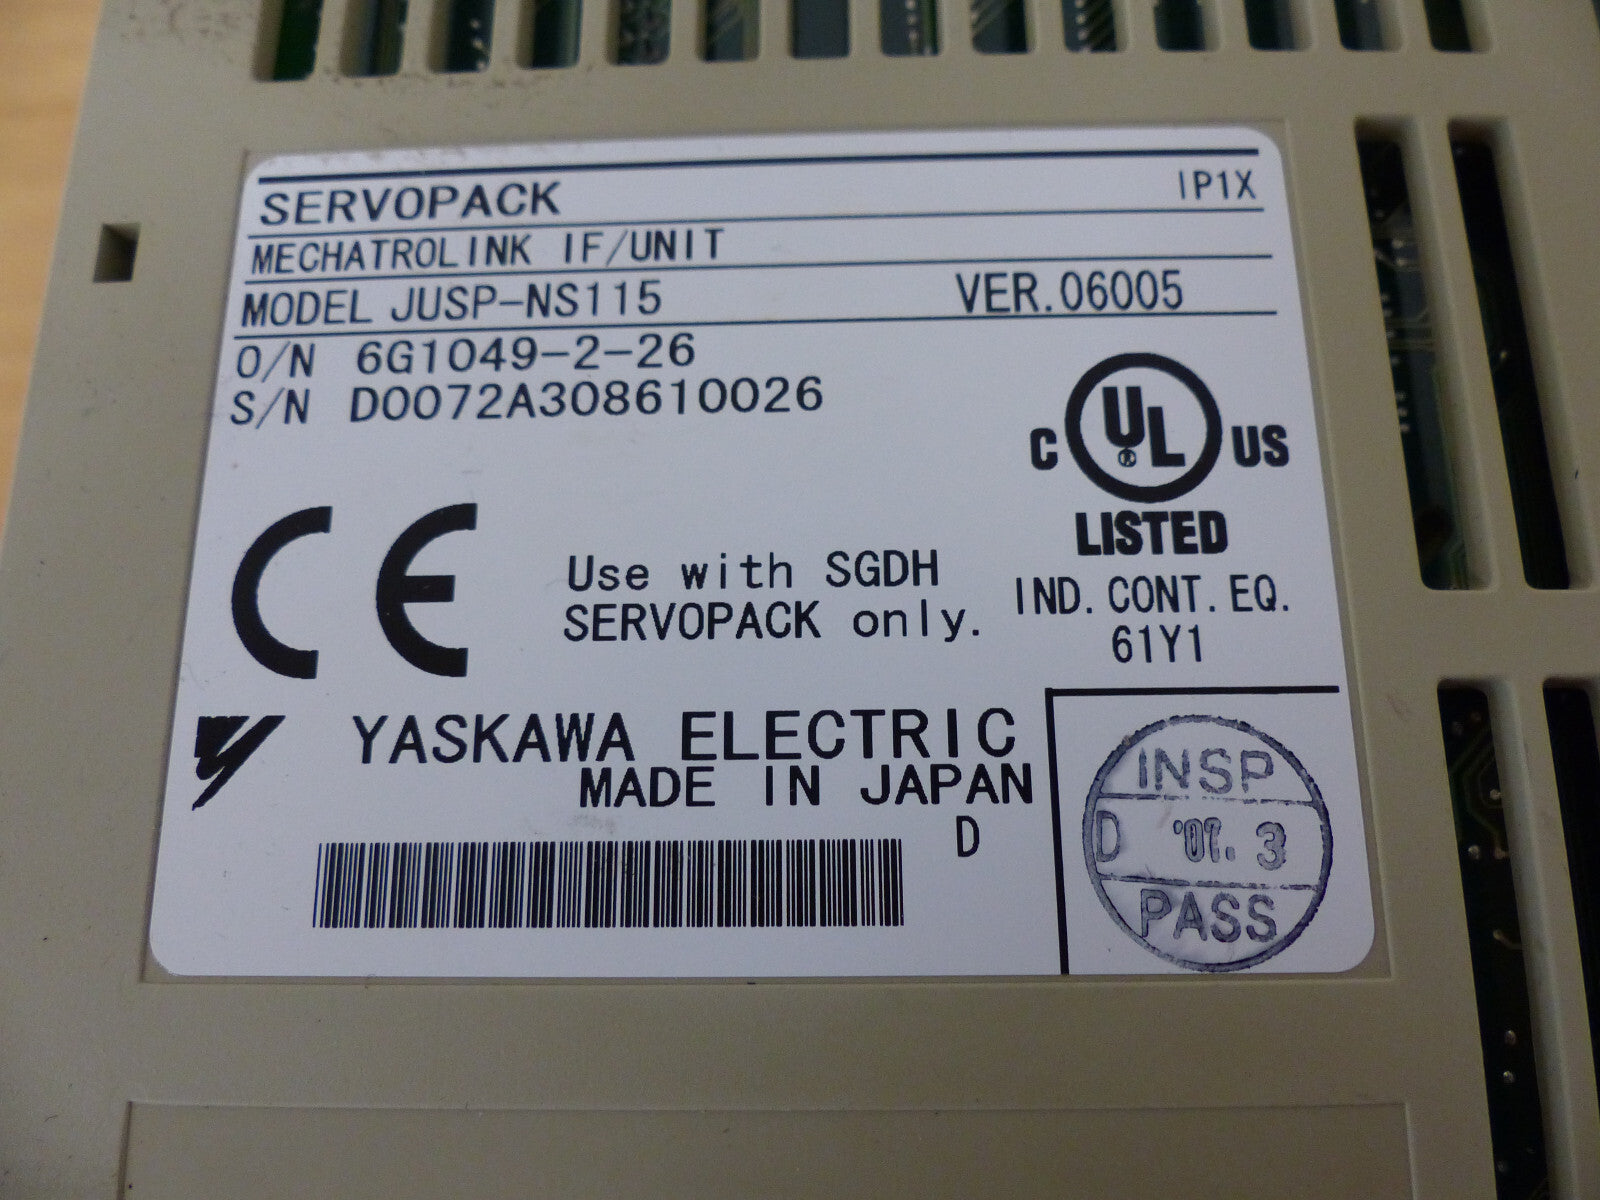 SERVOPACK IP1X
MECHATROLINK IF/UNIT
MODEL JUSP-NS115 VER.06005
O/N 6G1049-2-26
S/N D0072A308610026
C UL US
LISTED
IND. CONT. EQ.
61Y1
CE
Use with SGDH
SERVOPACK only.
YASKAWA ELECTRIC
MADE IN JAPAN
D
INSP
D '07. 3
PASS